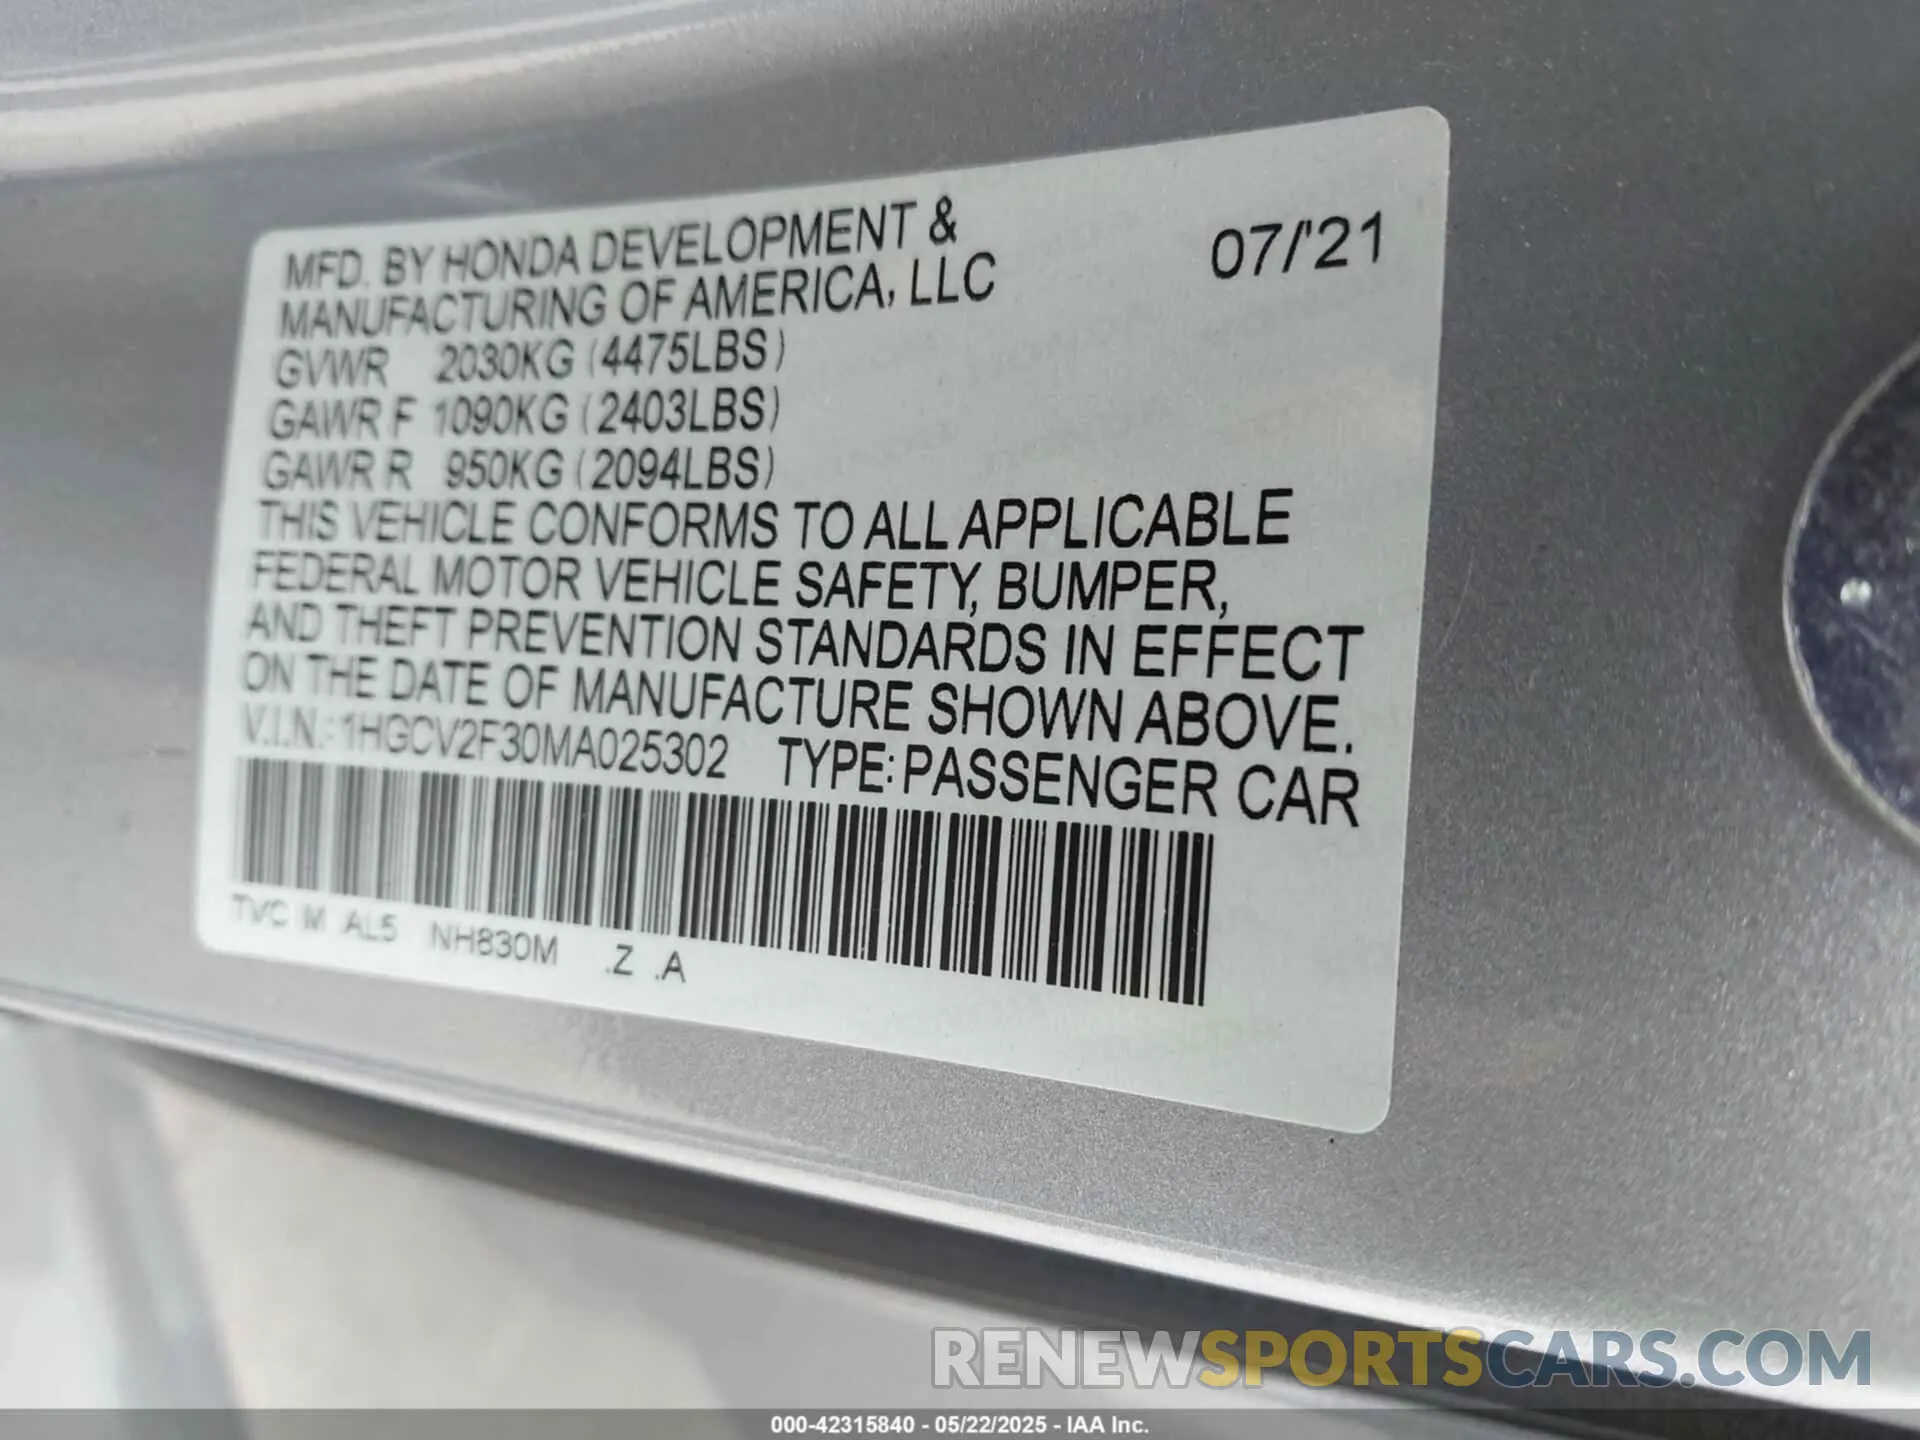 MFD. BY HONDA DEVELOPMENT & 07/'21
MANUFACTURING OF AMERICA, LLC
GVWR 2030KG (4475LBS)
GAWR F 1090KG (2403LBS)
GAWR R 950KG (2094LBS)
THIS VEHICLE CONFORMS TO ALL APPLICABLE
FEDERAL MOTOR VEHICLE SAFETY, BUMPER,
AND THEFT PREVENTION STANDARDS IN EFFECT
ON THE DATE OF MANUFACTURE SHOWN ABOVE.
V.I.N.: 1HGCV2F30MA025302 TYPE: PASSENGER CAR
TVC M AL5 NH830M .Z .A
RENEWSPORTSCARS.COM
000-42315840 - 05/22/2025 - IAA Inc.